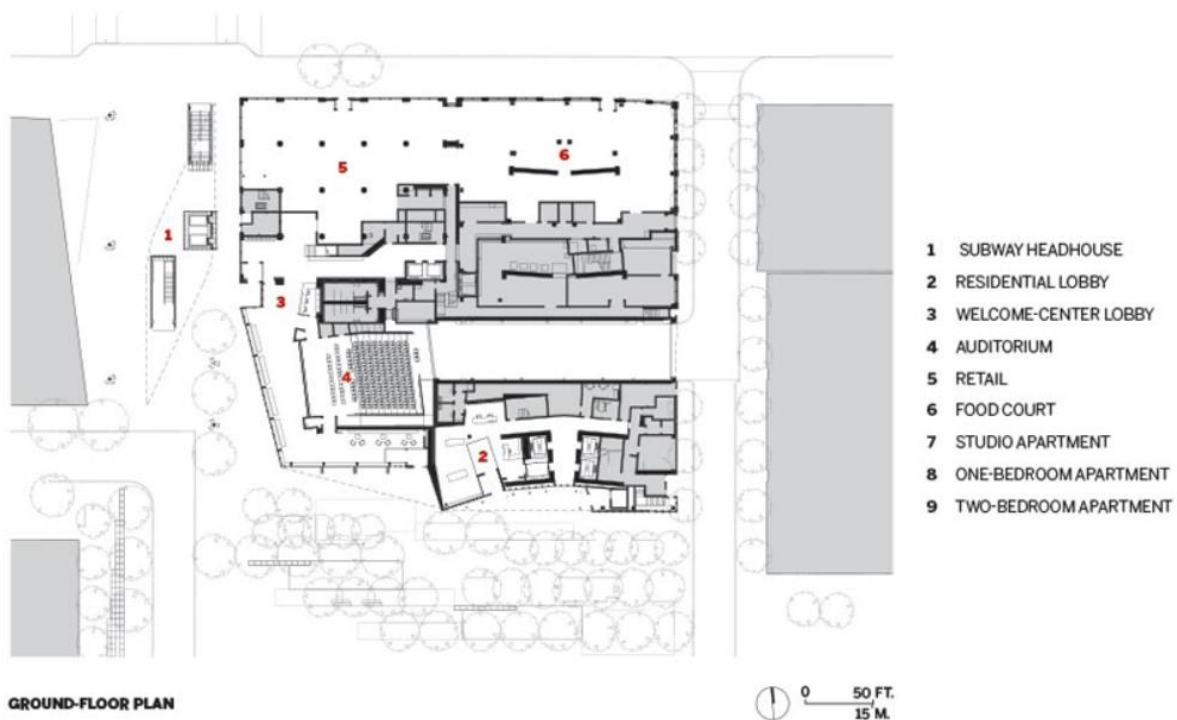 5
6
1
3
4
2
1 SUBWAY HEADHOUSE
2 RESIDENTIAL LOBBY
3 WELCOME-CENTER LOBBY
4 AUDITORIUM
5 RETAIL
6 FOOD COURT
7 STUDIO APARTMENT
8 ONE-BEDROOM APARTMENT
9 TWO-BEDROOM APARTMENT
GROUND-FLOOR PLAN
0 50 FT.
15 M.